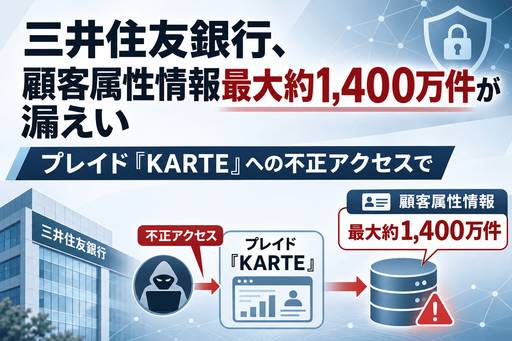 三井住友銀行、
顧客属性情報最大約1,400万件が
漏えい
プレイド『KARTE』への不正アクセスで
三井住友銀行
不正アクセス
プレイド
『KARTE』
顧客属性情報
最大約1,400万件